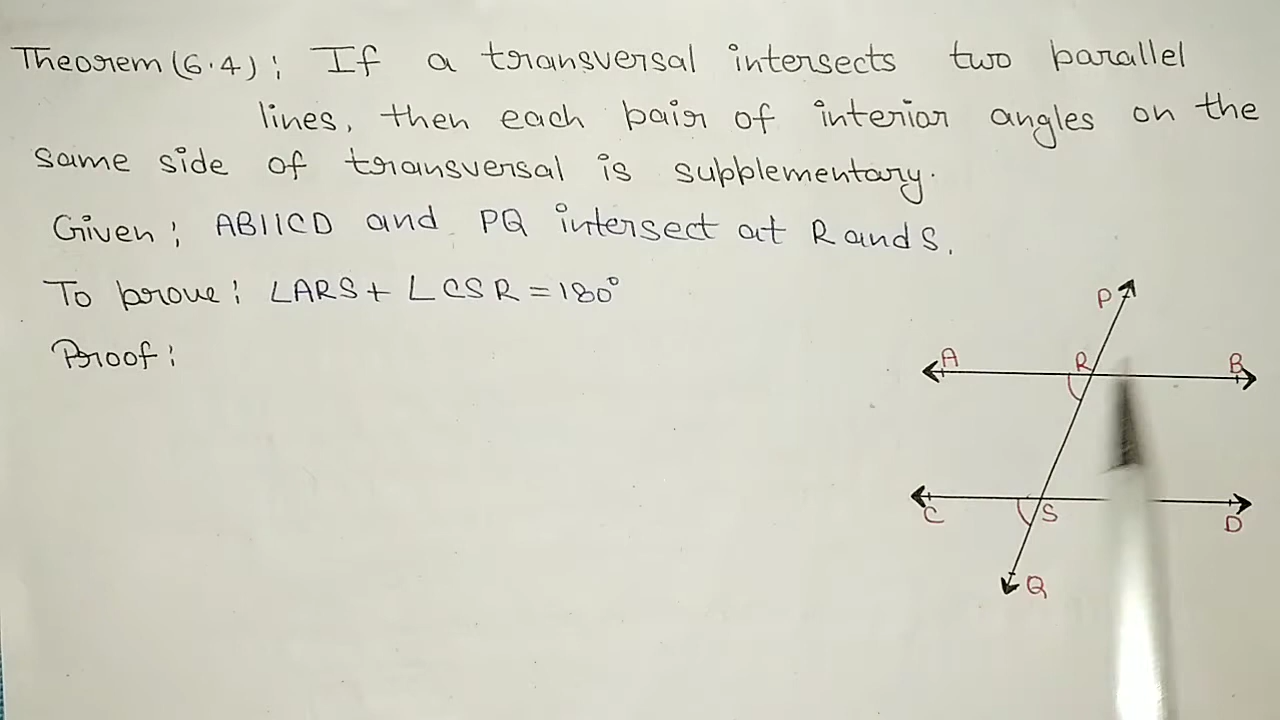 Theorem (6.4) : If a transversal intersects two parallel
lines, then each pair of interior angles on the
same side of transversal is supplementary.
Given : AB||CD and PQ intersect at R and S.
To prove : ∠ARS + ∠CSR = 180°
Proof :
P
A R B
C S D
Q